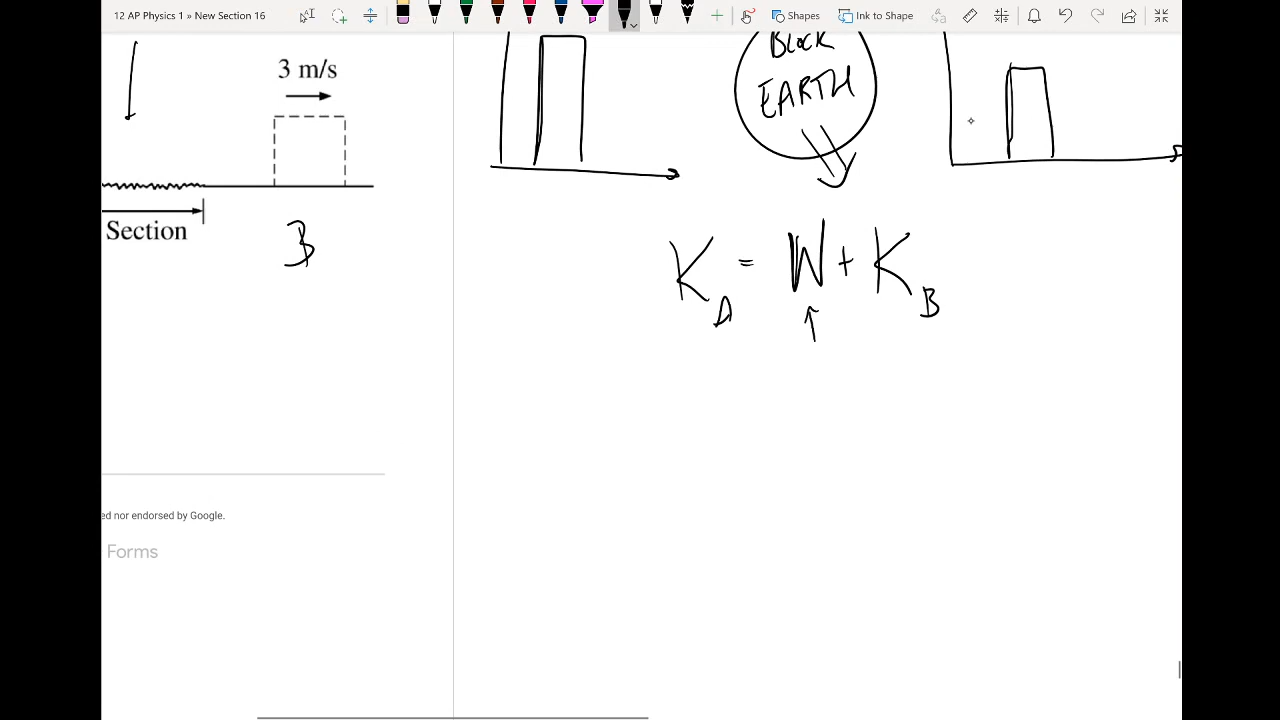 12 AP Physics 1 » New Section 16
Shapes
Ink to Shape
3 m/s
Section
B
Block
EARTH
K_A = W + K_B
ed nor endorsed by Google.
Forms